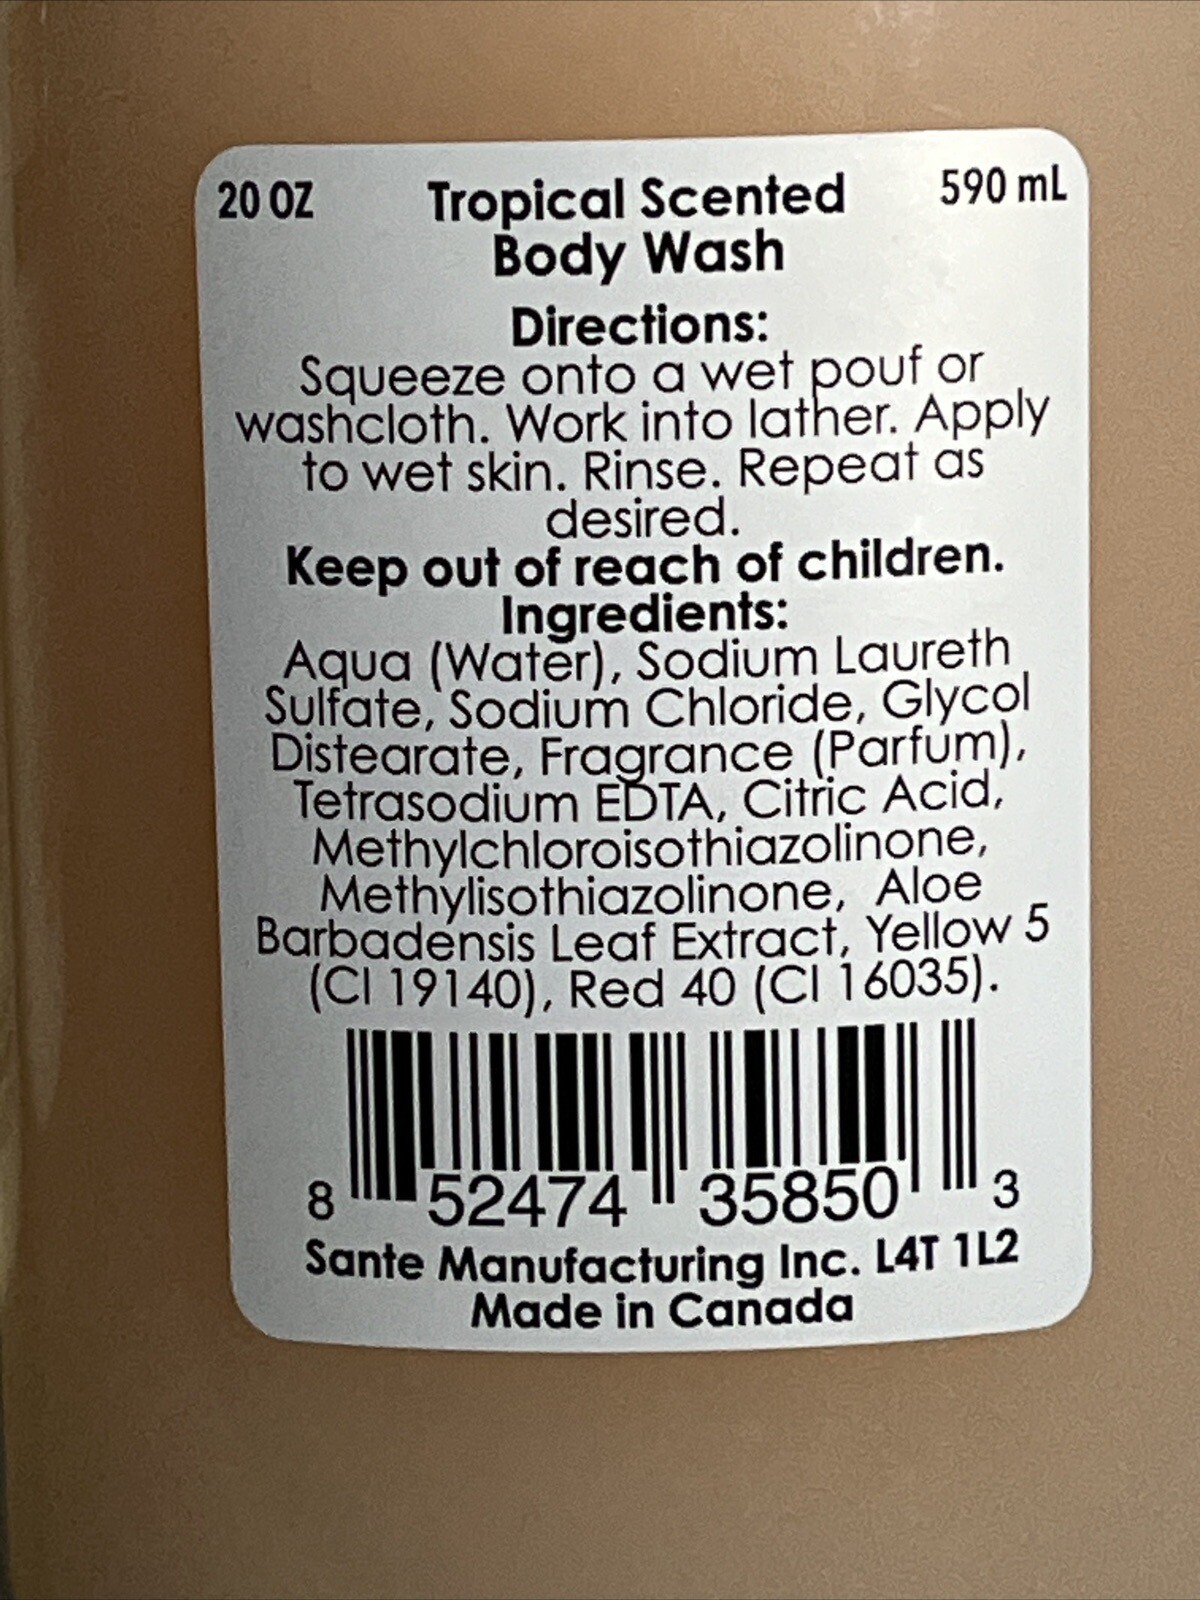 20 OZ Tropical Scented 590 mL
Body Wash
Directions:
Squeeze onto a wet pouf or
washcloth. Work into lather. Apply
to wet skin. Rinse. Repeat as
desired.
Keep out of reach of children.
Ingredients:
Aqua (Water), Sodium Laureth
Sulfate, Sodium Chloride, Glycol
Distearate, Fragrance (Parfum),
Tetrasodium EDTA, Citric Acid,
Methylchloroisothiazolinone,
Methylisothiazolinone, Aloe
Barbadensis Leaf Extract, Yellow 5
(CI 19140), Red 40 (CI 16035).
8 52474 35850 3
Sante Manufacturing Inc. L4T 1L2
Made in Canada